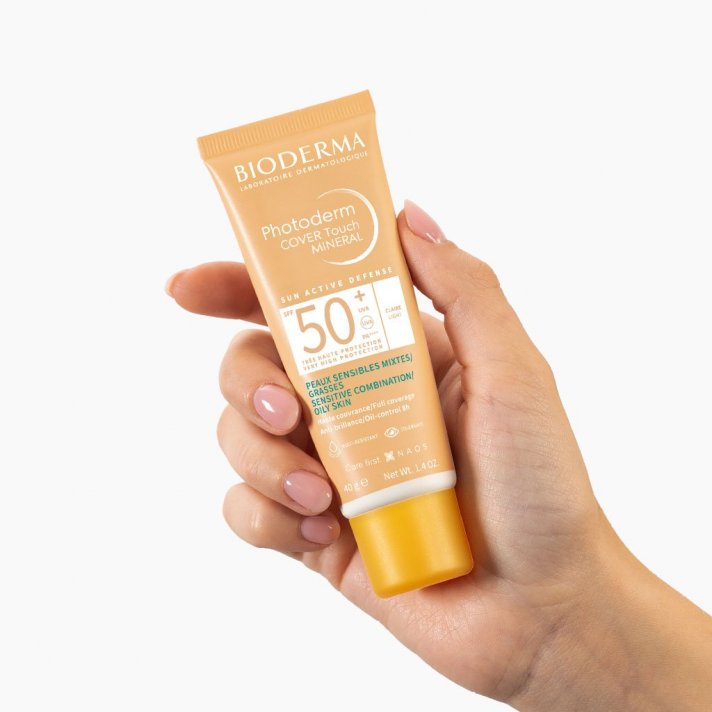 BIODERMA
LABORATOIRE DERMATOLOGIQUE
Photoderm
COVER Touch
MINERAL
SUN ACTIVE DEFENSE
SPF 50+ UVB UVA CLAIRE
LIGHT
TRÈS HAUTE PROTECTION
VERY HIGH PROTECTION
PEAUX SENSIBLES MIXTES/
GRASSES
SENSITIVE COMBINATION/
OILY SKIN
Haute couvrance/Full coverage
Anti-brillance/Oil-control 8h
Care first. NAOS
40 g ℮ Net Wt. 1.4 OZ.